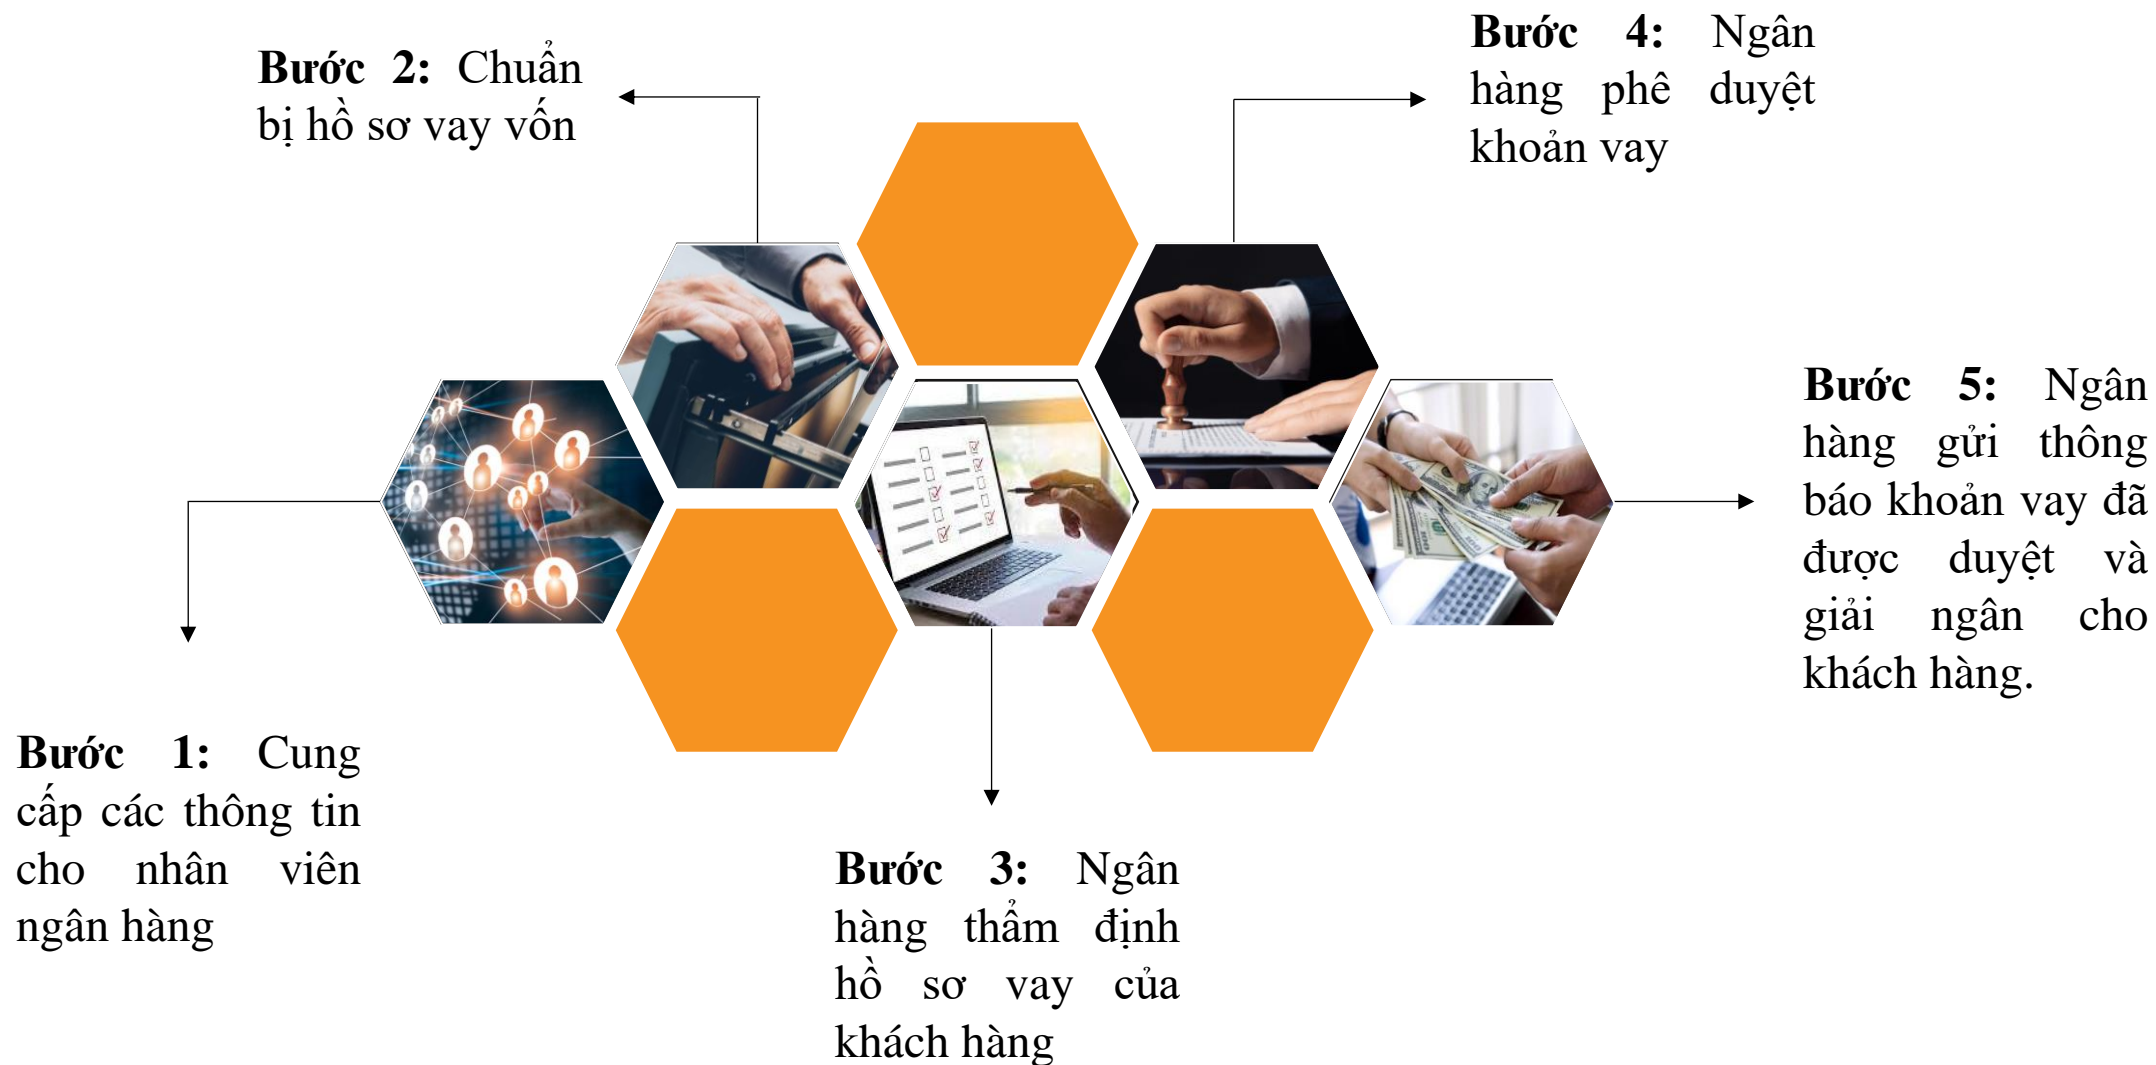 Bước 1: Cung
cấp các thông tin
cho nhân viên
ngân hàng
Bước 2: Chuẩn
bị hồ sơ vay vốn
Bước 3: Ngân
hàng thẩm định
hồ sơ vay của
khách hàng
Bước 4: Ngân
hàng phê duyệt
khoản vay
Bước 5: Ngân
hàng gửi thông
báo khoản vay đã
được duyệt và
giải ngân cho
khách hàng.